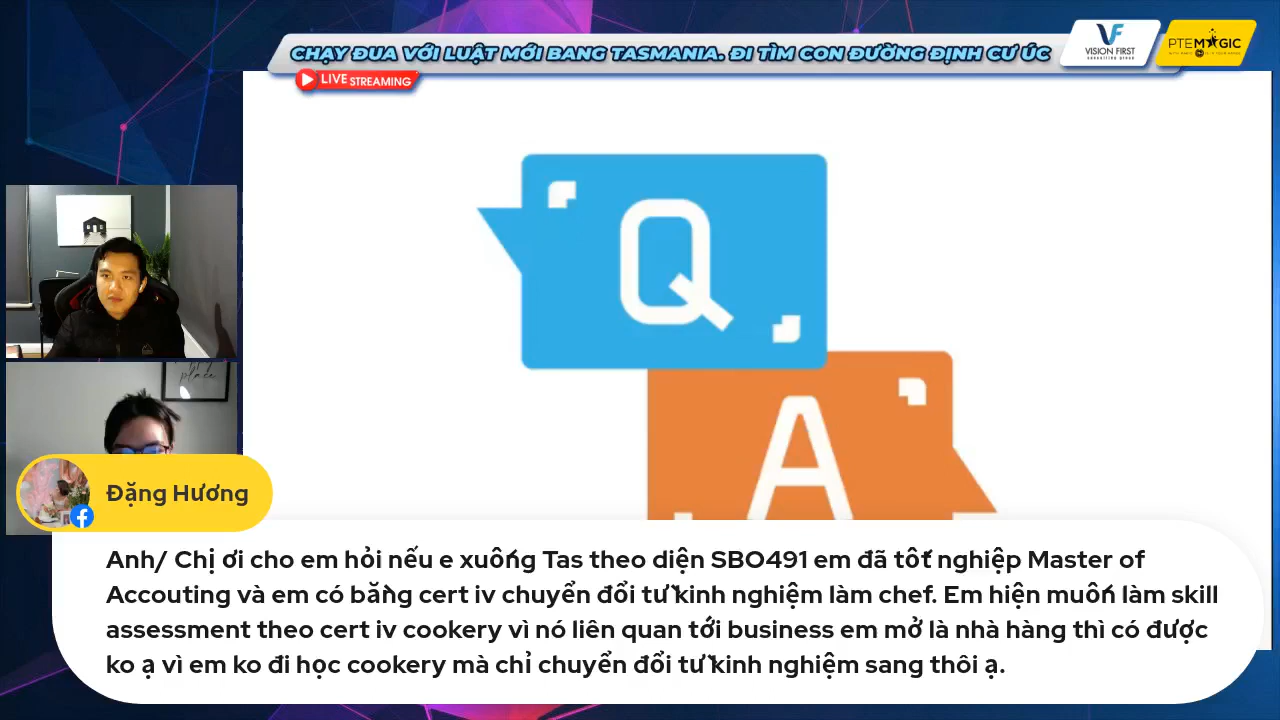 CHẠY ĐUA VỚI LUẬT MỚI BANG TASMANIA. ĐI TÌM CON ĐƯỜNG ĐỊNH CƯ ÚC
VISION FIRST
PTEMAGIC
LIVE STREAMING
Q
A
place
Đặng Hương
Anh/ Chị ơi cho em hỏi nếu e xuống Tas theo diện SBO491 em đã tốt nghiệp Master of
Accouting và em có bằng cert iv chuyển đổi từ kinh nghiệm làm chef. Em hiện muốn làm skill
assessment theo cert iv cookery vì nó liên quan tới business em mở là nhà hàng thì có được
ko ạ vì em ko đi học cookery mà chỉ chuyển đổi từ kinh nghiệm sang thôi ạ.